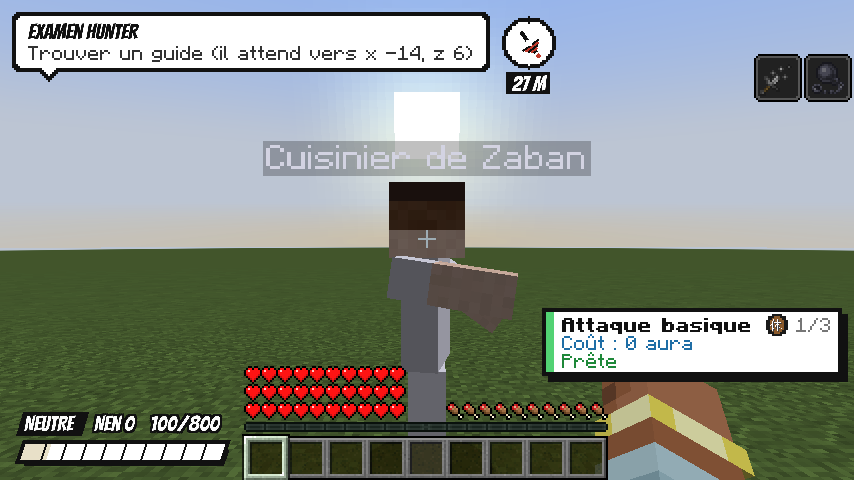 EXAMEN HUNTER
Trouver un guide (il attend vers x -14, z 6)
27 M
Cuisinier de Zaban
Attaque basique 1/3
Coût : 0 aura
Prête
NEUTRE NEN 0 100/800